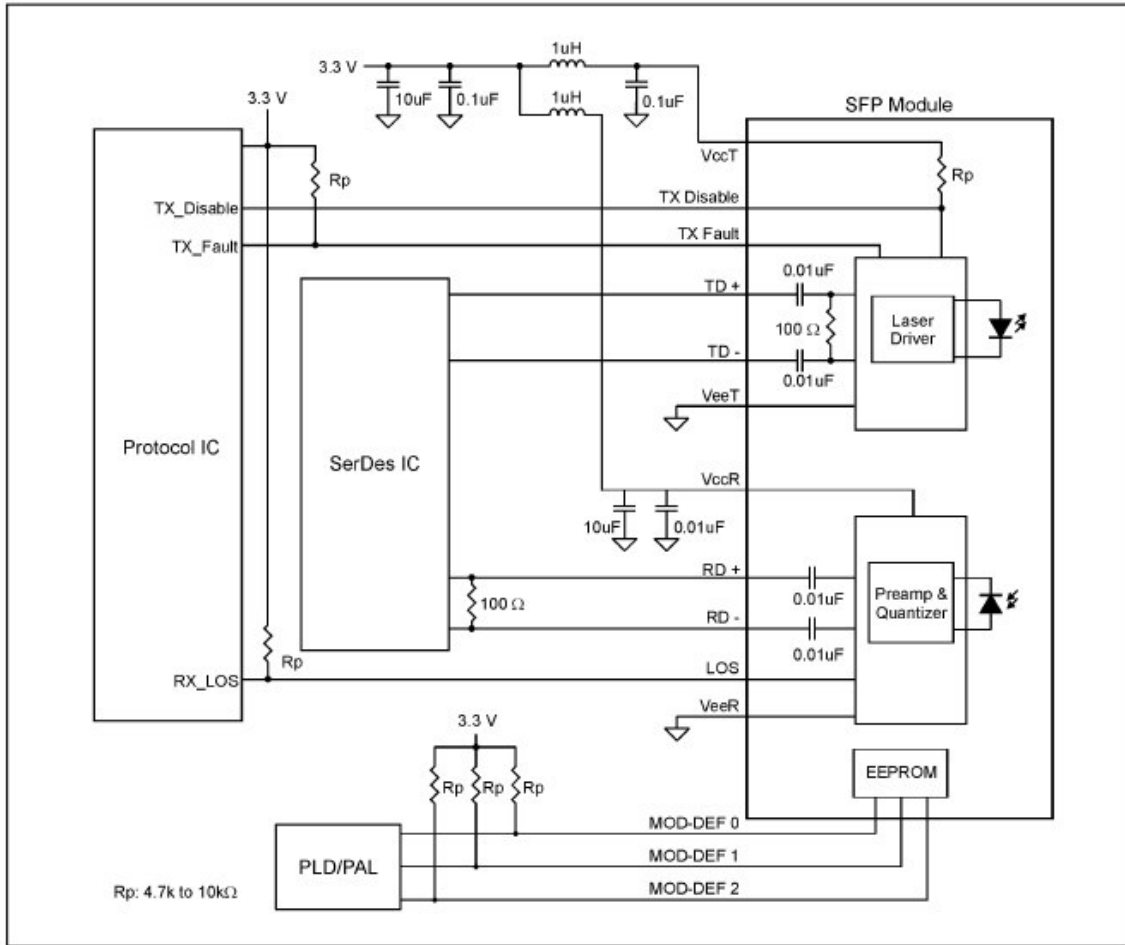 1uH
3.3 V
10uF
0.1uF
1uH
0.1uF
3.3 V
SFP Module
Rp
VccT
Rp
TX_Disable
TX Disable
TX_Fault
TX Fault
0.01uF
TD +
100 Ω
Laser
Driver
TD -
0.01uF
VeeT
Protocol IC
SerDes IC
VccR
10uF
0.01uF
RD +
0.01uF
Preamp &
Quantizer
100 Ω
RD -
0.01uF
Rp
LOS
RX_LOS
VeeR
3.3 V
EEPROM
Rp
Rp
Rp
MOD-DEF 0
MOD-DEF 1
MOD-DEF 2
PLD/PAL
Rp: 4.7k to 10kΩ